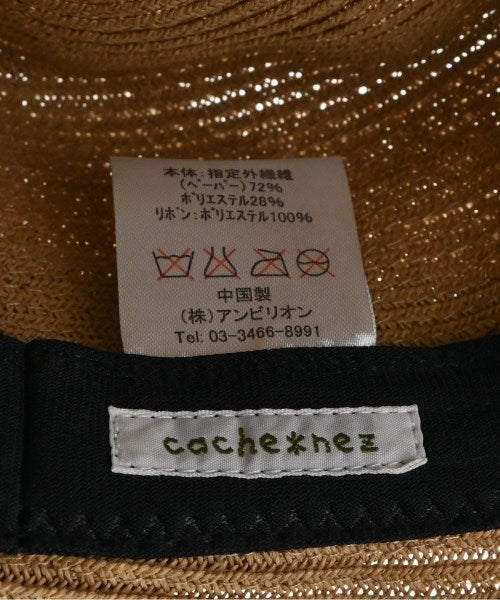 本体：指定外繊維
(ペーパー)72%
ポリエステル28%
リボン：ポリエステル100%
中国製
(株)アンビリオン
Tel: 03-3466-8991
cache*nez